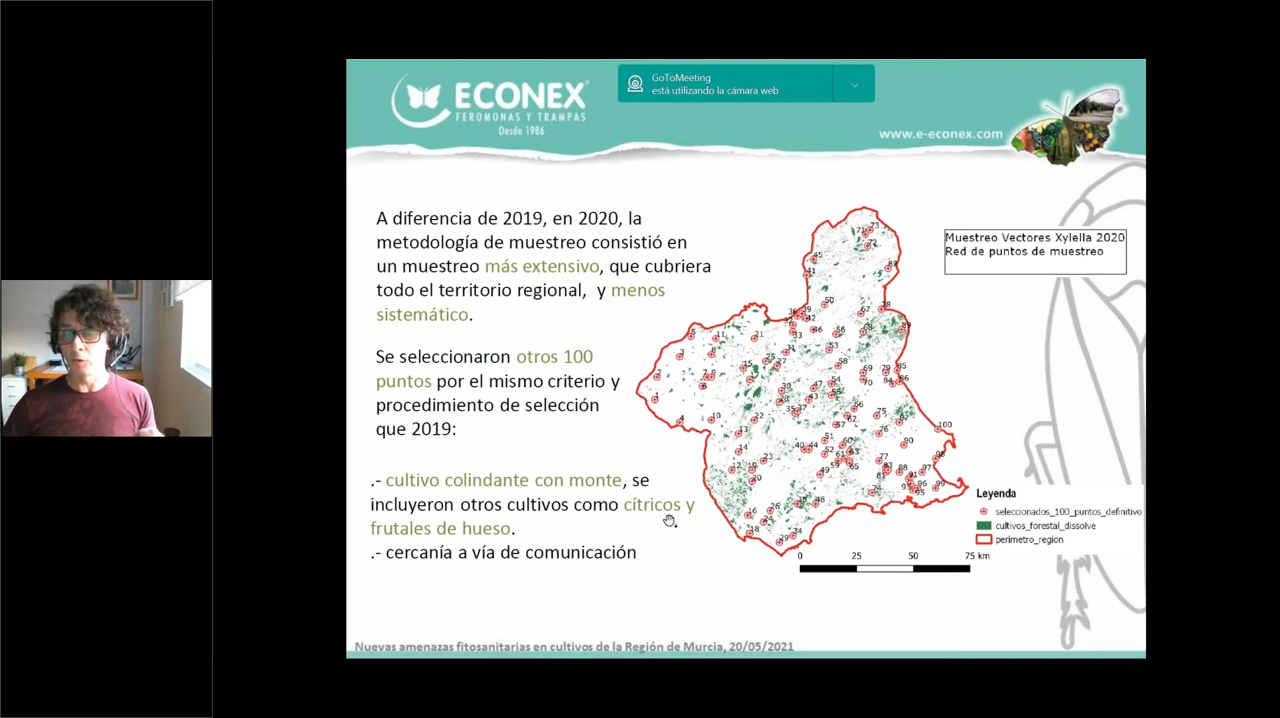 GoToMeeting
está utilizando la cámara web
ECONEX
FEROMONAS Y TRAMPAS
Desde 1986
www.e-econex.com
A diferencia de 2019, en 2020, la
metodología de muestreo consistió en
un muestreo más extensivo, que cubriera
todo el territorio regional, y menos
sistemático.
Se seleccionaron otros 100
puntos por el mismo criterio y
procedimiento de selección
que 2019:
.- cultivo colindante con monte, se
incluyeron otros cultivos como cítricos y
frutales de hueso.
.- cercanía a vía de comunicación
Muestreo Vectores Xylella 2020
Red de puntos de muestreo
Leyenda
seleccionados_100_puntos_definitivo
cultivos_forestal_dissolve
perimetro_region
0 25 50 75 km
Nuevas amenazas fitosanitarias en cultivos de la Región de Murcia, 20/05/2021